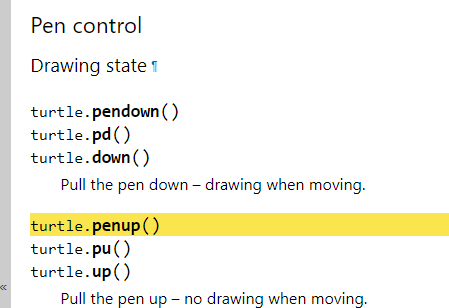 Pen control
Drawing state ¶
turtle.pendown()
turtle.pd()
turtle.down()
Pull the pen down – drawing when moving.
turtle.penup()
turtle.pu()
turtle.up()
Pull the pen up – no drawing when moving.
«